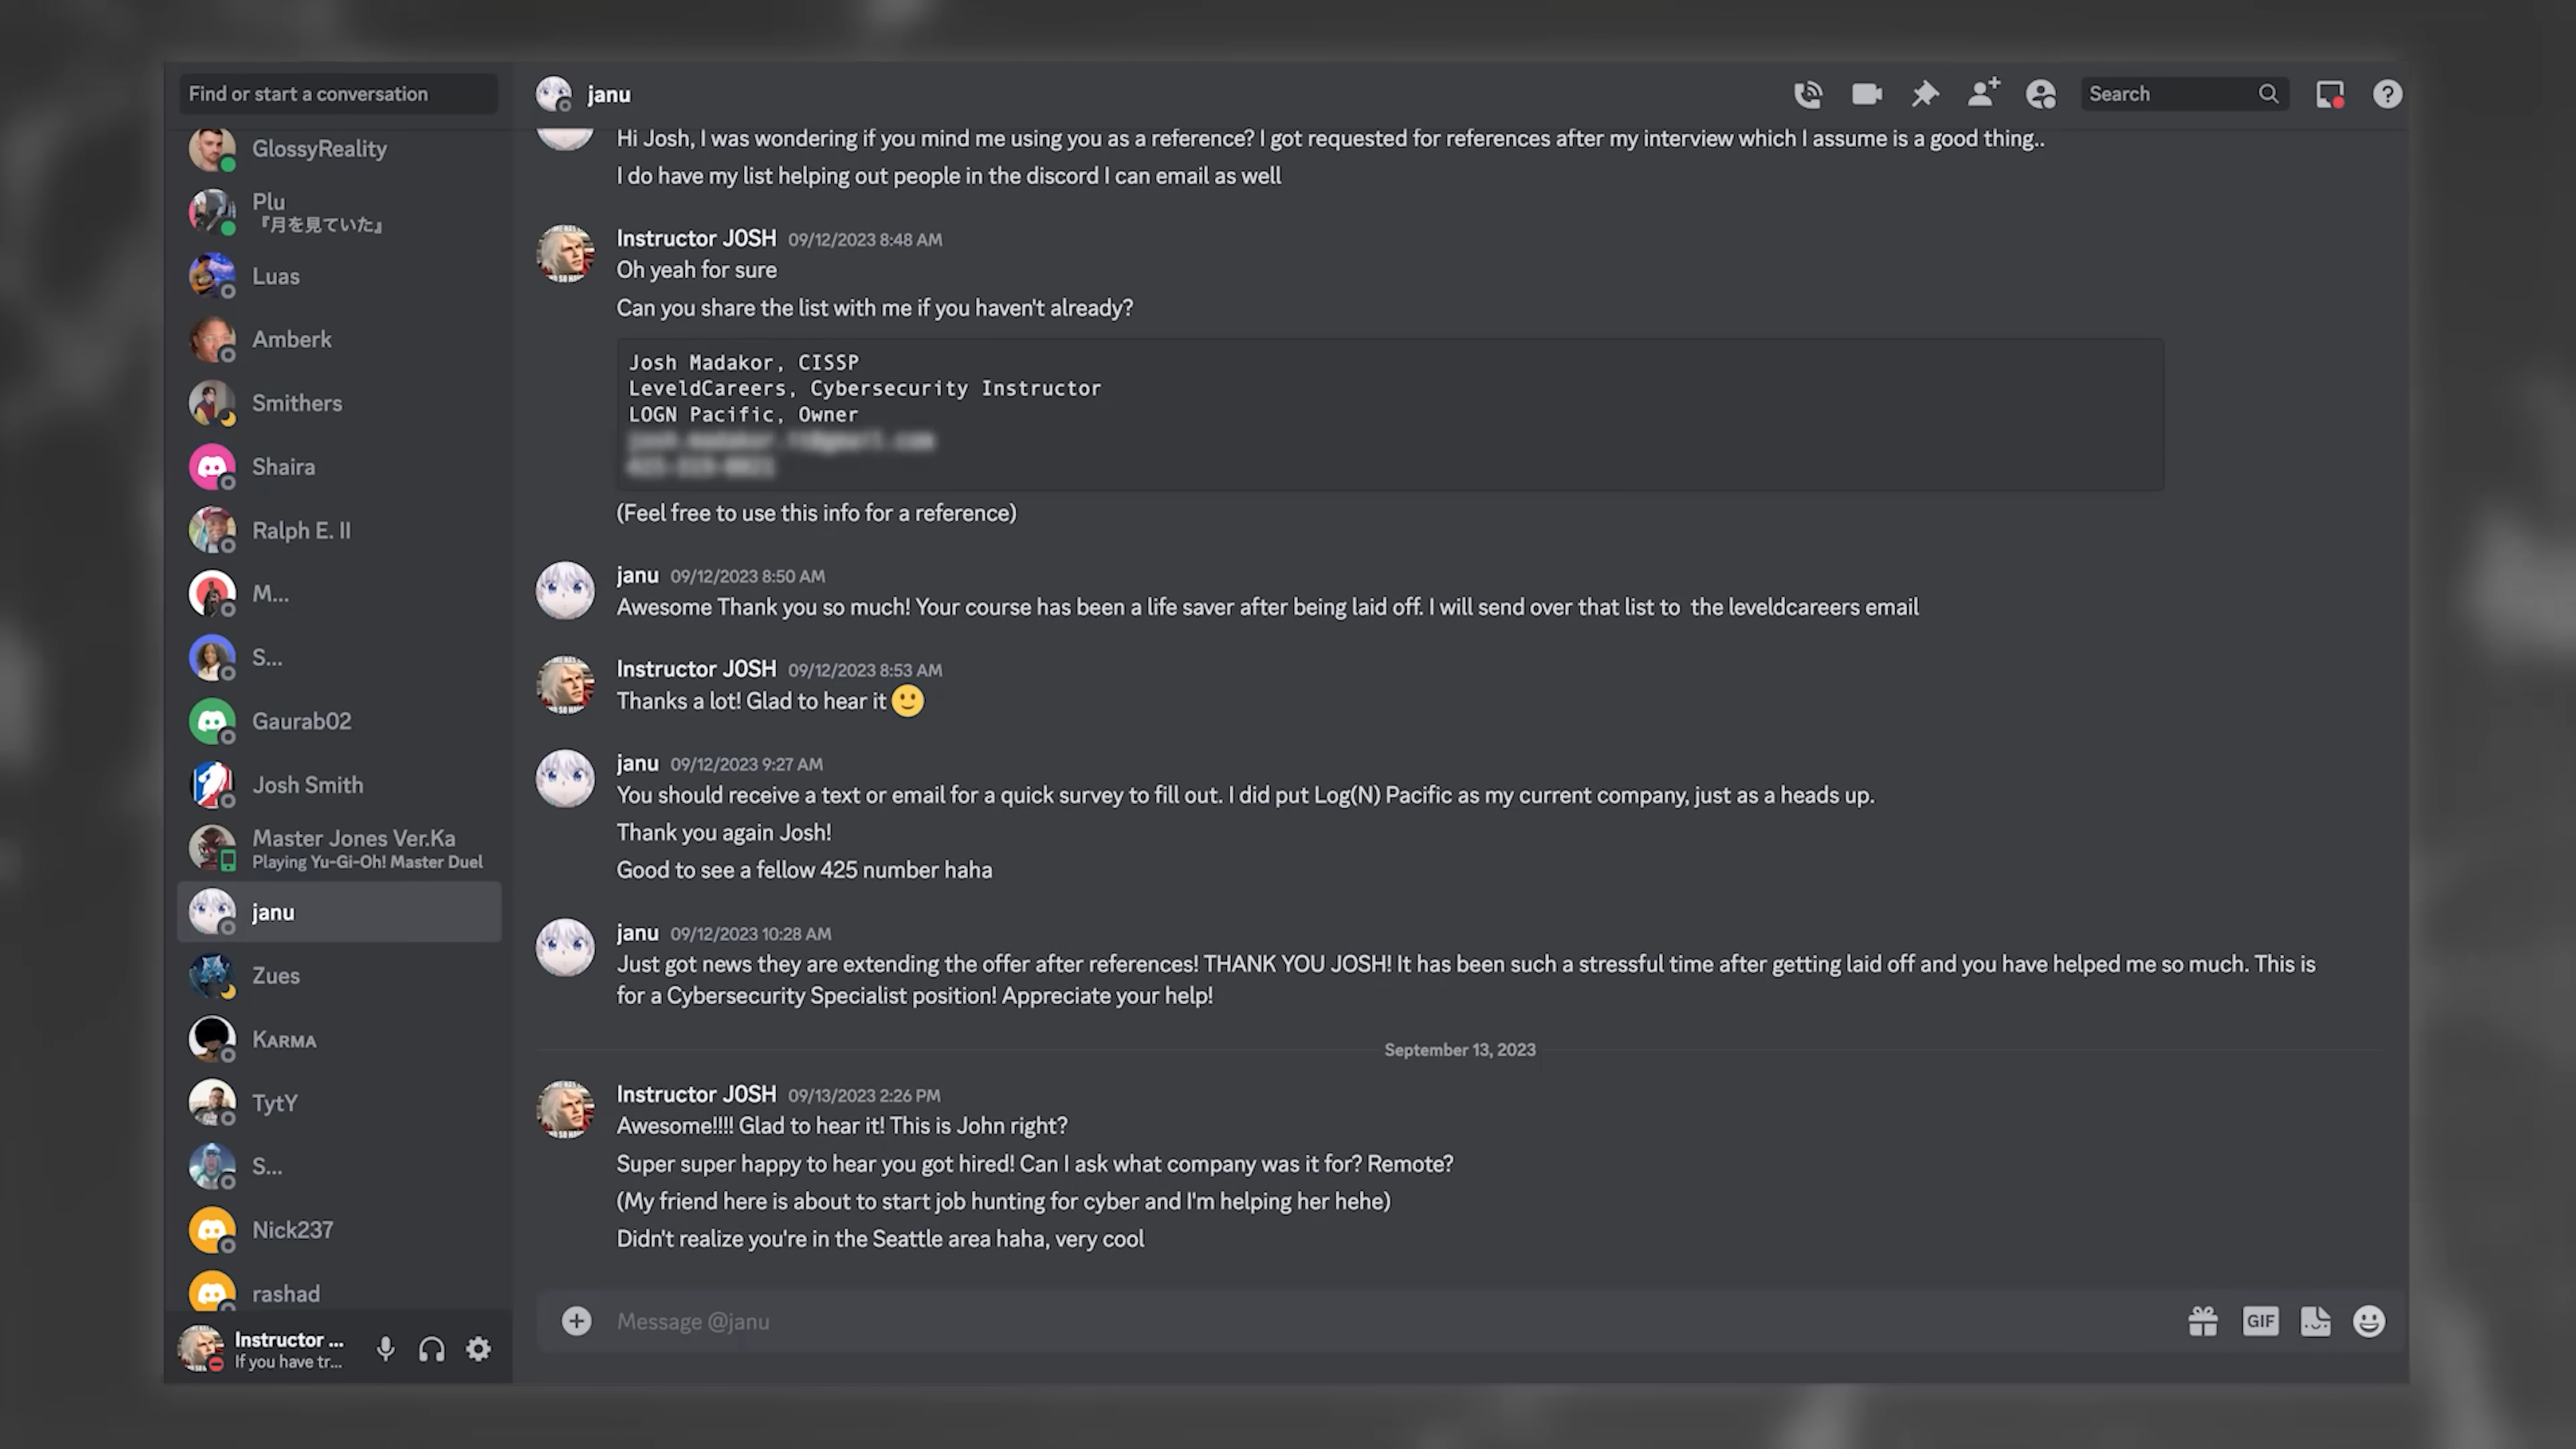 Find or start a conversation
GlossyReality
Plu
『月を見ていた』
Luas
Amberk
Smithers
Shaira
Ralph E. II
M...
S...
Gaurab02
Josh Smith
Master Jones Ver.Ka
Playing Yu-Gi-Oh! Master Duel
janu
Zues
KARMA
TytY
S...
Nick237
rashad
Instructor ...
If you have tr...
janu
Search
Hi Josh, I was wondering if you mind me using you as a reference? I got requested for references after my interview which I assume is a good thing..
I do have my list helping out people in the discord I can email as well
Instructor JOSH 09/12/2023 8:48 AM
Oh yeah for sure
Can you share the list with me if you haven't already?
Josh Madakor, CISSP
LeveldCareers, Cybersecurity Instructor
LOGN Pacific, Owner
(Feel free to use this info for a reference)
janu 09/12/2023 8:50 AM
Awesome Thank you so much! Your course has been a life saver after being laid off. I will send over that list to the leveldcareers email
Instructor JOSH 09/12/2023 8:53 AM
Thanks a lot! Glad to hear it
janu 09/12/2023 9:27 AM
You should receive a text or email for a quick survey to fill out. I did put Log(N) Pacific as my current company, just as a heads up.
Thank you again Josh!
Good to see a fellow 425 number haha
janu 09/12/2023 10:28 AM
Just got news they are extending the offer after references! THANK YOU JOSH! It has been such a stressful time after getting laid off and you have helped me so much. This is
for a Cybersecurity Specialist position! Appreciate your help!
September 13, 2023
Instructor JOSH 09/13/2023 2:26 PM
Awesome!!!! Glad to hear it! This is John right?
Super super happy to hear you got hired! Can I ask what company was it for? Remote?
(My friend here is about to start job hunting for cyber and I'm helping her hehe)
Didn't realize you're in the Seattle area haha, very cool
Message @janu
GIF